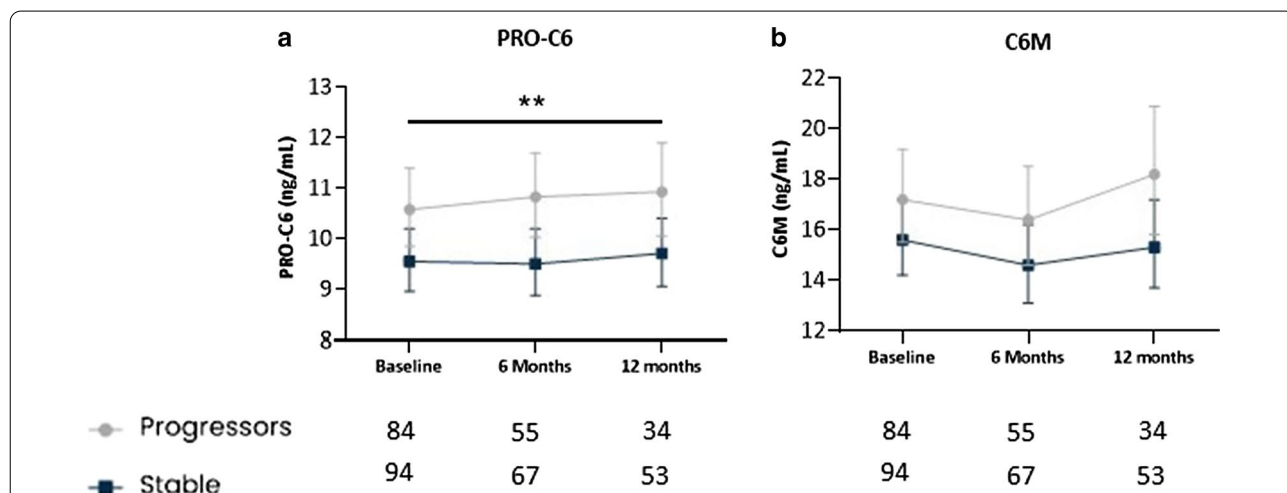 a PRO-C6
PRO-C6 (ng/mL)
13
12
11
10
9
8
**
Baseline 6 Months 12 months
b C6M
C6M (ng/mL)
22
20
18
16
14
12
Baseline 6 Months 12 months
Progressors 84 55 34 84 55 34
Stable 94 67 53 94 67 53